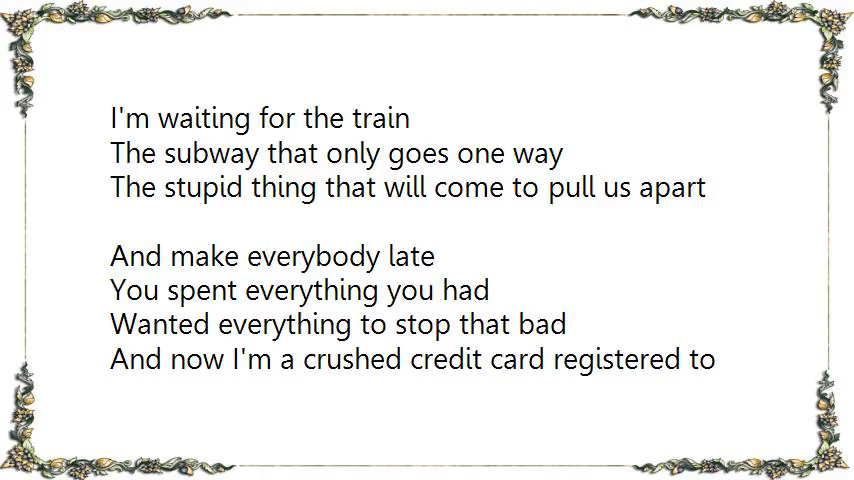 I'm waiting for the train
The subway that only goes one way
The stupid thing that will come to pull us apart
And make everybody late
You spent everything you had
Wanted everything to stop that bad
And now I'm a crushed credit card registered to